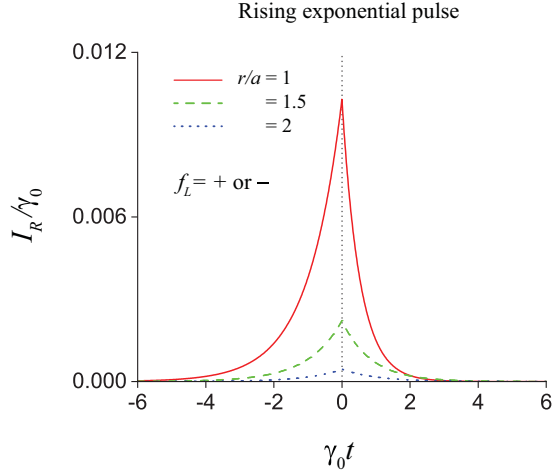 Rising exponential pulse
0.012
r/a = 1
= 1.5
= 2
f_L = + or −
0.006
I_R/γ_0
0.000
-6 -4 -2 0 2 4 6
γ_0 t